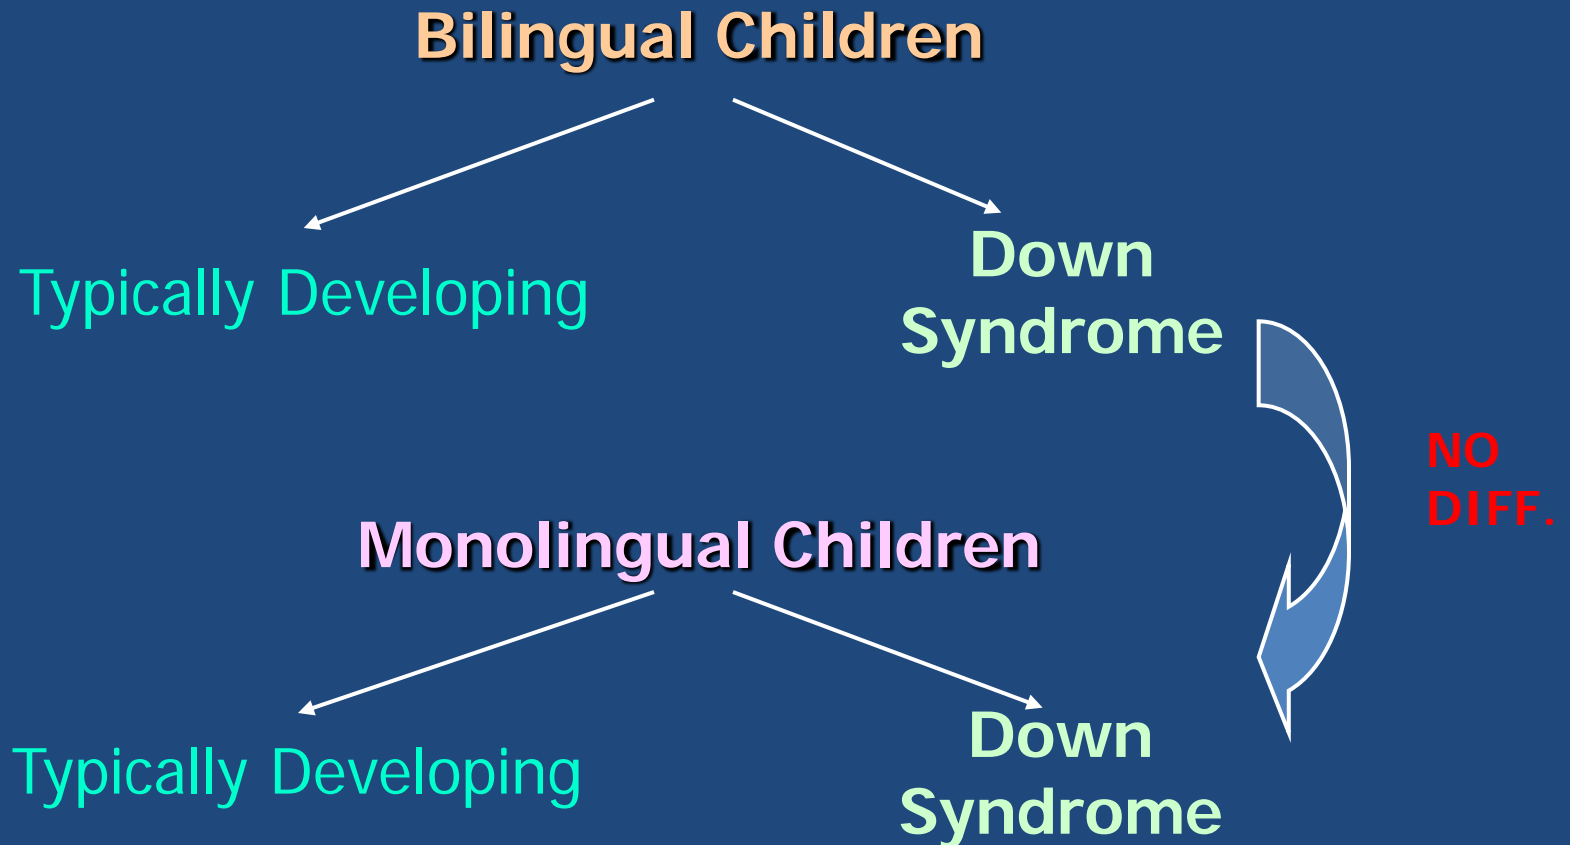 Bilingual Children
Typically Developing
Down
Syndrome
NO
DIFF.
Monolingual Children
Typically Developing
Down
Syndrome